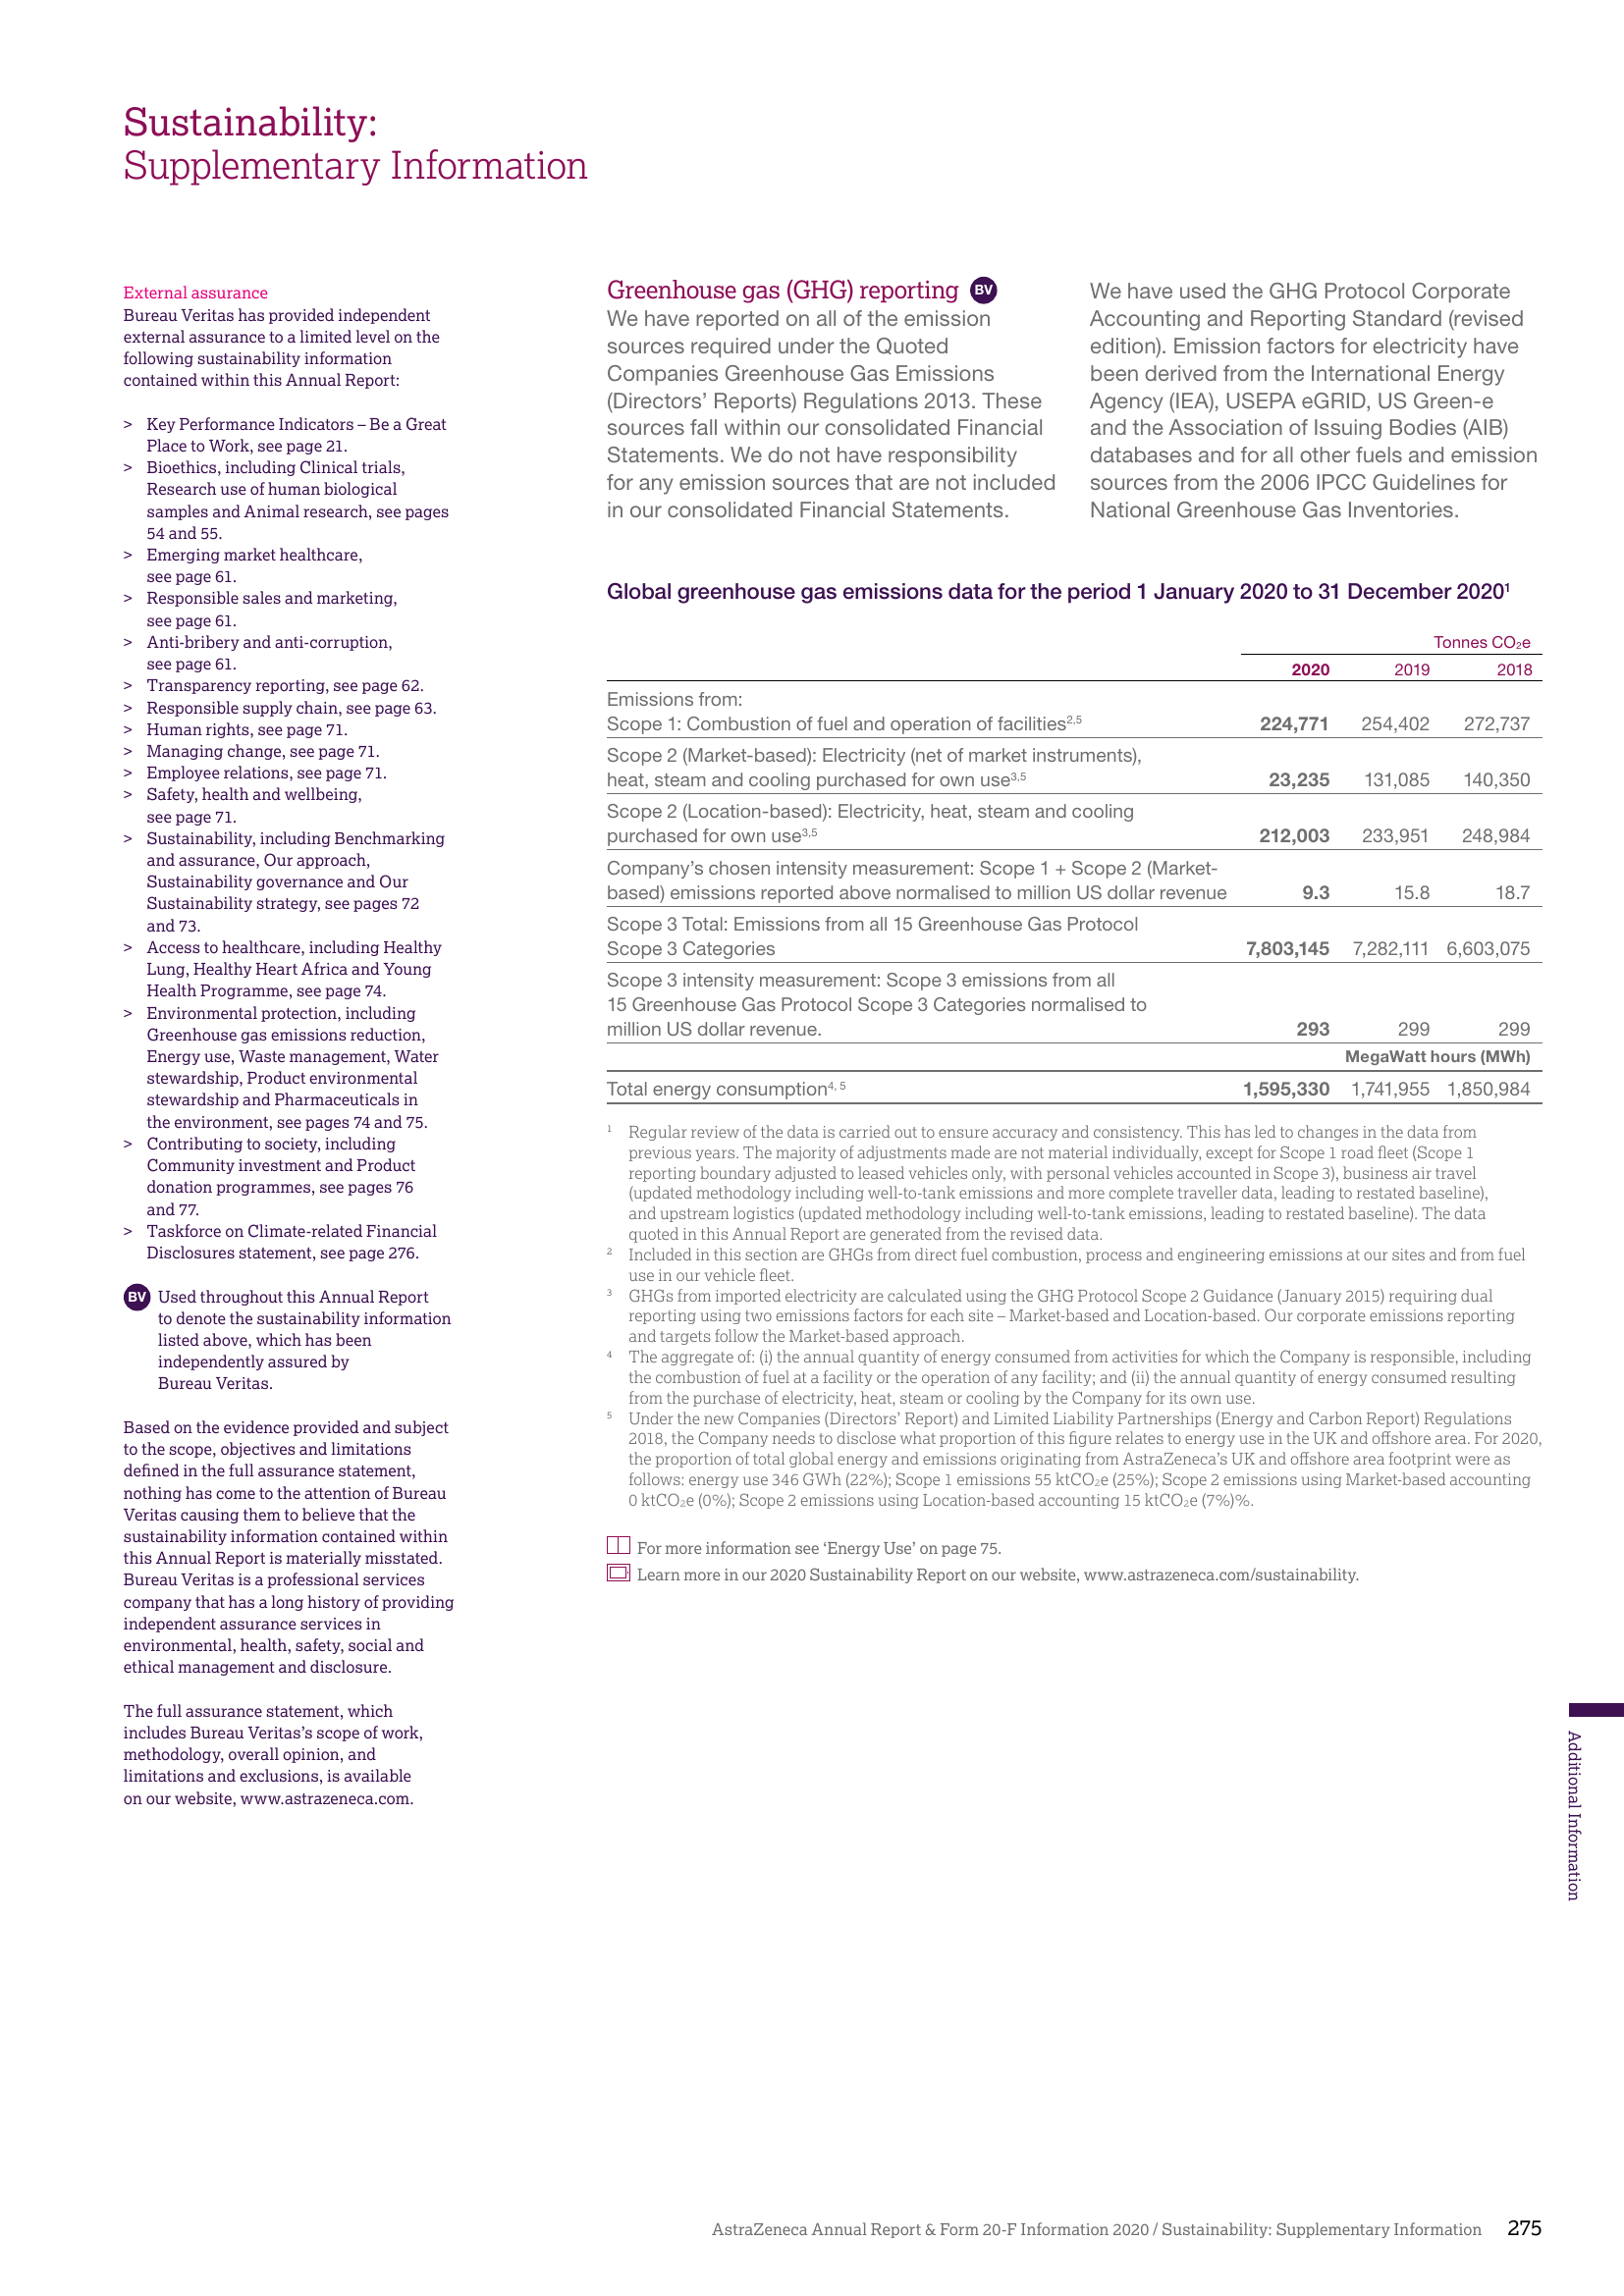 Sustainability:
Supplementary Information
External assurance
Bureau Veritas has provided independent
external assurance to a limited level on the
following sustainability information
contained within this Annual Report:
> Key Performance Indicators – Be a Great
Place to Work, see page 21.
> Bioethics, including Clinical trials,
Research use of human biological
samples and Animal research, see pages
54 and 55.
> Emerging market healthcare,
see page 61.
> Responsible sales and marketing,
see page 61.
> Anti-bribery and anti-corruption,
see page 61.
> Transparency reporting, see page 62.
> Responsible supply chain, see page 63.
> Human rights, see page 71.
> Managing change, see page 71.
> Employee relations, see page 71.
> Safety, health and wellbeing,
see page 71.
> Sustainability, including Benchmarking
and assurance, Our approach,
Sustainability governance and Our
Sustainability strategy, see pages 72
and 73.
> Access to healthcare, including Healthy
Lung, Healthy Heart Africa and Young
Health Programme, see page 74.
> Environmental protection, including
Greenhouse gas emissions reduction,
Energy use, Waste management, Water
stewardship, Product environmental
stewardship and Pharmaceuticals in
the environment, see pages 74 and 75.
> Contributing to society, including
Community investment and Product
donation programmes, see pages 76
and 77.
> Taskforce on Climate-related Financial
Disclosures statement, see page 276.
BV Used throughout this Annual Report
to denote the sustainability information
listed above, which has been
independently assured by
Bureau Veritas.
Based on the evidence provided and subject
to the scope, objectives and limitations
defined in the full assurance statement,
nothing has come to the attention of Bureau
Veritas causing them to believe that the
sustainability information contained within
this Annual Report is materially misstated.
Bureau Veritas is a professional services
company that has a long history of providing
independent assurance services in
environmental, health, safety, social and
ethical management and disclosure.
The full assurance statement, which
includes Bureau Veritas’s scope of work,
methodology, overall opinion, and
limitations and exclusions, is available
on our website, www.astrazeneca.com.
Greenhouse gas (GHG) reporting BV
We have reported on all of the emission
sources required under the Quoted
Companies Greenhouse Gas Emissions
(Directors’ Reports) Regulations 2013. These
sources fall within our consolidated Financial
Statements. We do not have responsibility
for any emission sources that are not included
in our consolidated Financial Statements.
We have used the GHG Protocol Corporate
Accounting and Reporting Standard (revised
edition). Emission factors for electricity have
been derived from the International Energy
Agency (IEA), USEPA eGRID, US Green-e
and the Association of Issuing Bodies (AIB)
databases and for all other fuels and emission
sources from the 2006 IPCC Guidelines for
National Greenhouse Gas Inventories.
Global greenhouse gas emissions data for the period 1 January 2020 to 31 December 2020¹
Tonnes CO₂e
2020 2019 2018
Emissions from:
Scope 1: Combustion of fuel and operation of facilities²,⁵ 224,771 254,402 272,737
Scope 2 (Market-based): Electricity (net of market instruments),
heat, steam and cooling purchased for own use³,⁵ 23,235 131,085 140,350
Scope 2 (Location-based): Electricity, heat, steam and cooling
purchased for own use³,⁵ 212,003 233,951 248,984
Company’s chosen intensity measurement: Scope 1 + Scope 2 (Market-
based) emissions reported above normalised to million US dollar revenue 9.3 15.8 18.7
Scope 3 Total: Emissions from all 15 Greenhouse Gas Protocol
Scope 3 Categories 7,803,145 7,282,111 6,603,075
Scope 3 intensity measurement: Scope 3 emissions from all
15 Greenhouse Gas Protocol Scope 3 Categories normalised to
million US dollar revenue. 293 299 299
MegaWatt hours (MWh)
Total energy consumption⁴, ⁵ 1,595,330 1,741,955 1,850,984
¹ Regular review of the data is carried out to ensure accuracy and consistency. This has led to changes in the data from
previous years. The majority of adjustments made are not material individually, except for Scope 1 road fleet (Scope 1
reporting boundary adjusted to leased vehicles only, with personal vehicles accounted in Scope 3), business air travel
(updated methodology including well-to-tank emissions and more complete traveller data, leading to restated baseline),
and upstream logistics (updated methodology including well-to-tank emissions, leading to restated baseline). The data
quoted in this Annual Report are generated from the revised data.
² Included in this section are GHGs from direct fuel combustion, process and engineering emissions at our sites and from fuel
use in our vehicle fleet.
³ GHGs from imported electricity are calculated using the GHG Protocol Scope 2 Guidance (January 2015) requiring dual
reporting using two emissions factors for each site – Market-based and Location-based. Our corporate emissions reporting
and targets follow the Market-based approach.
⁴ The aggregate of: (i) the annual quantity of energy consumed from activities for which the Company is responsible, including
the combustion of fuel at a facility or the operation of any facility; and (ii) the annual quantity of energy consumed resulting
from the purchase of electricity, heat, steam or cooling by the Company for its own use.
⁵ Under the new Companies (Directors’ Report) and Limited Liability Partnerships (Energy and Carbon Report) Regulations
2018, the Company needs to disclose what proportion of this figure relates to energy use in the UK and offshore area. For 2020,
the proportion of total global energy and emissions originating from AstraZeneca’s UK and offshore area footprint were as
follows: energy use 346 GWh (22%); Scope 1 emissions 55 ktCO₂e (25%); Scope 2 emissions using Market-based accounting
0 ktCO₂e (0%); Scope 2 emissions using Location-based accounting 15 ktCO₂e (7%)%.
For more information see ‘Energy Use’ on page 75.
Learn more in our 2020 Sustainability Report on our website, www.astrazeneca.com/sustainability.
Additional Information
AstraZeneca Annual Report & Form 20-F Information 2020 / Sustainability: Supplementary Information 275